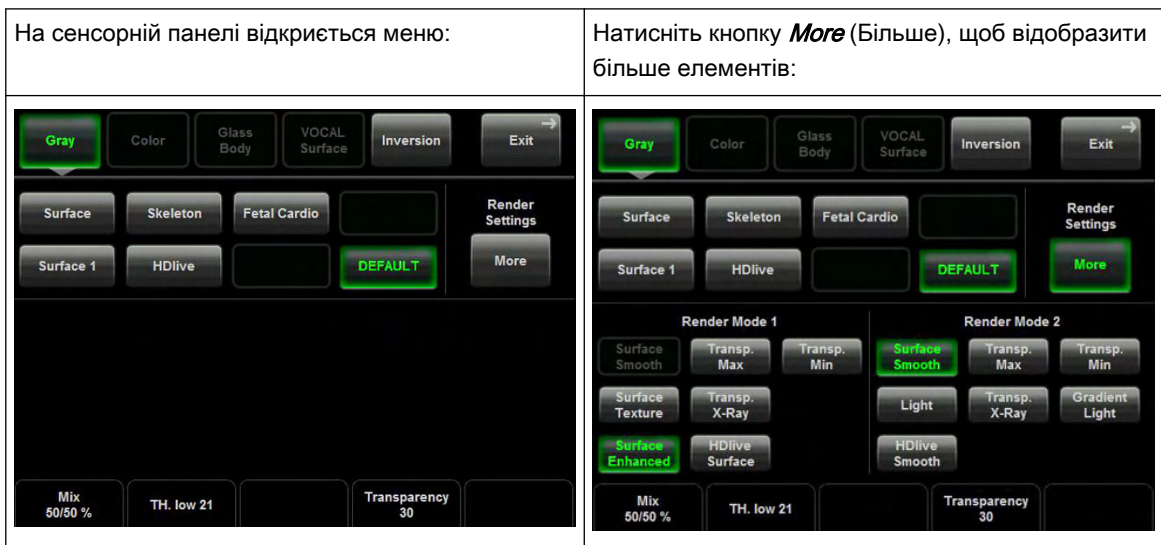 На сенсорній панелі відкриється меню:
Натисніть кнопку More (Більше), щоб відобразити
більше елементів:
Gray
Color
Glass
Body
VOCAL
Surface
Inversion
Exit
Surface
Skeleton
Fetal Cardio
Render
Settings
Surface 1
HDlive
DEFAULT
More
Mix
50/50 %
TH. low 21
Transparency
30
Gray
Color
Glass
Body
VOCAL
Surface
Inversion
Exit
Surface
Skeleton
Fetal Cardio
Render
Settings
Surface 1
HDlive
DEFAULT
More
Render Mode 1
Render Mode 2
Surface
Smooth
Transp.
Max
Transp.
Min
Surface
Smooth
Transp.
Max
Transp.
Min
Surface
Texture
Transp.
X-Ray
Light
Transp.
X-Ray
Gradient
Light
Surface
Enhanced
HDlive
Surface
HDlive
Smooth
Mix
50/50 %
TH. low 21
Transparency
30